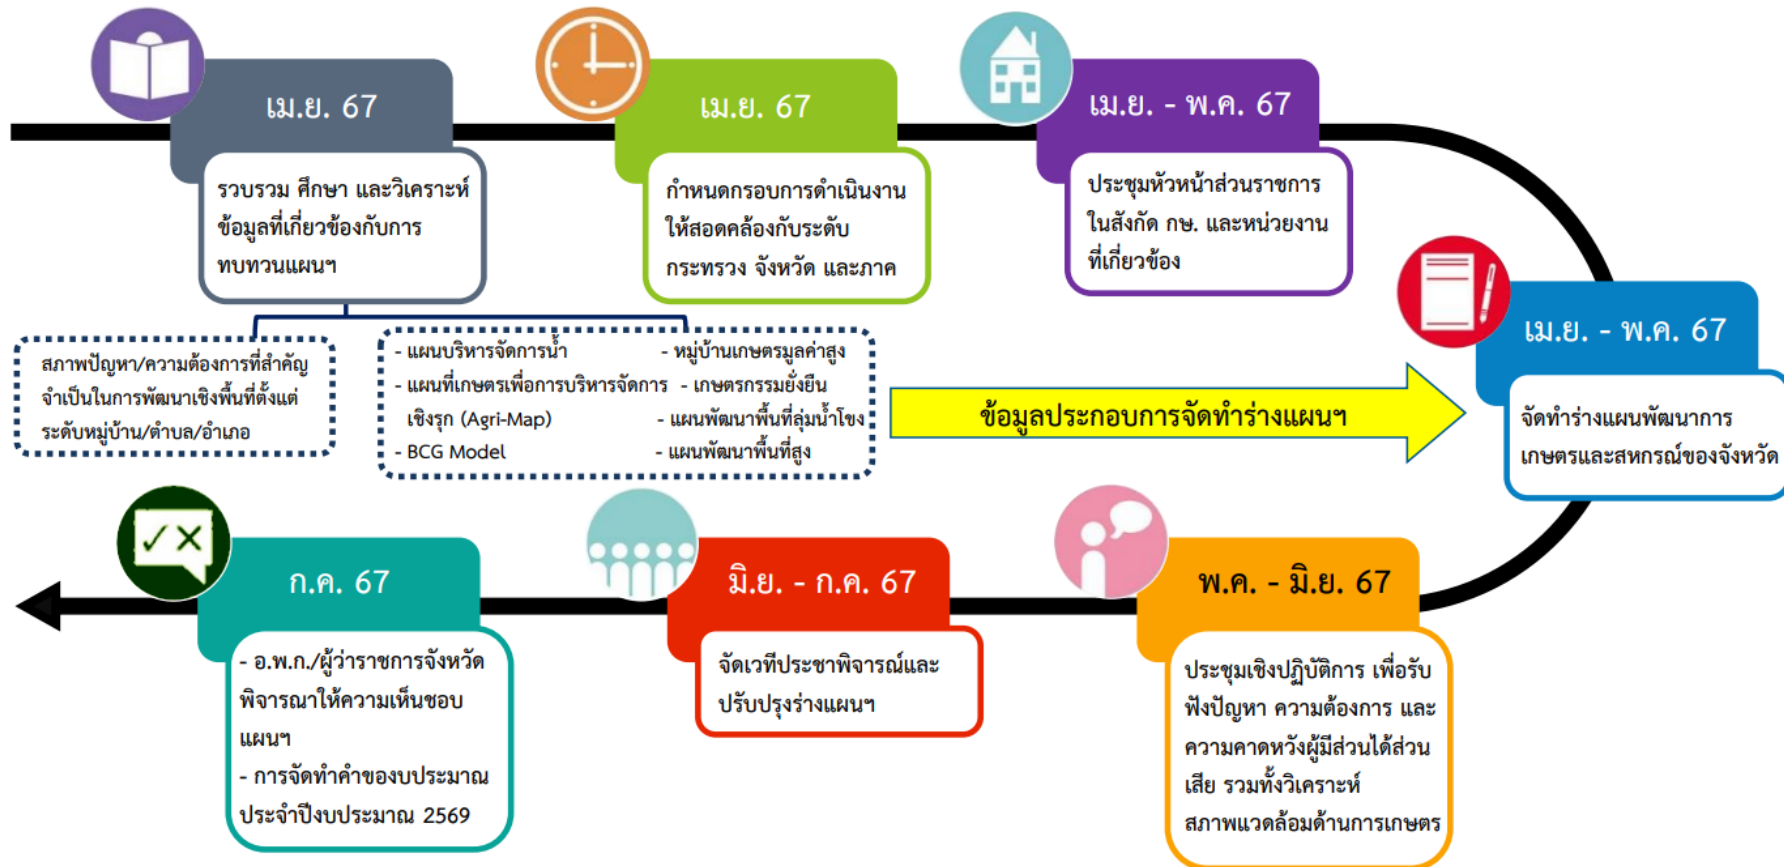 เม.ย. 67
รวบรวม ศึกษา และวิเคราะห์
ข้อมูลที่เกี่ยวข้องกับการ
ทบทวนแผนฯ
เม.ย. 67
กำหนดกรอบการดำเนินงาน
ให้สอดคล้องกับระดับ
กระทรวง จังหวัด และภาค
เม.ย. - พ.ค. 67
ประชุมหัวหน้าส่วนราชการ
ในสังกัด กษ. และหน่วยงาน
ที่เกี่ยวข้อง
สภาพปัญหา/ความต้องการที่สำคัญ
จำเป็นในการพัฒนาเชิงพื้นที่ตั้งแต่
ระดับหมู่บ้าน/ตำบล/อำเภอ
- แผนบริหารจัดการน้ำ
- แผนที่เกษตรเพื่อการบริหารจัดการ
เชิงรุก (Agri-Map)
- BCG Model
- หมู่บ้านเกษตรมูลค่าสูง
- เกษตรกรรมยั่งยืน
- แผนพัฒนาพื้นที่ลุ่มน้ำโขง
- แผนพัฒนาพื้นที่สูง
ข้อมูลประกอบการจัดทำร่างแผนฯ
เม.ย. - พ.ค. 67
จัดทำร่างแผนพัฒนาการ
เกษตรและสหกรณ์ของจังหวัด
พ.ค. - มิ.ย. 67
ประชุมเชิงปฏิบัติการ เพื่อรับ
ฟังปัญหา ความต้องการ และ
ความคาดหวังผู้มีส่วนได้ส่วน
เสีย รวมทั้งวิเคราะห์
สภาพแวดล้อมด้านการเกษตร
มิ.ย. - ก.ค. 67
จัดเวทีประชาพิจารณ์และ
ปรับปรุงร่างแผนฯ
ก.ค. 67
- อ.พ.ก./ผู้ว่าราชการจังหวัด
พิจารณาให้ความเห็นชอบ
แผนฯ
- การจัดทำคำของบประมาณ
ประจำปีงบประมาณ 2569